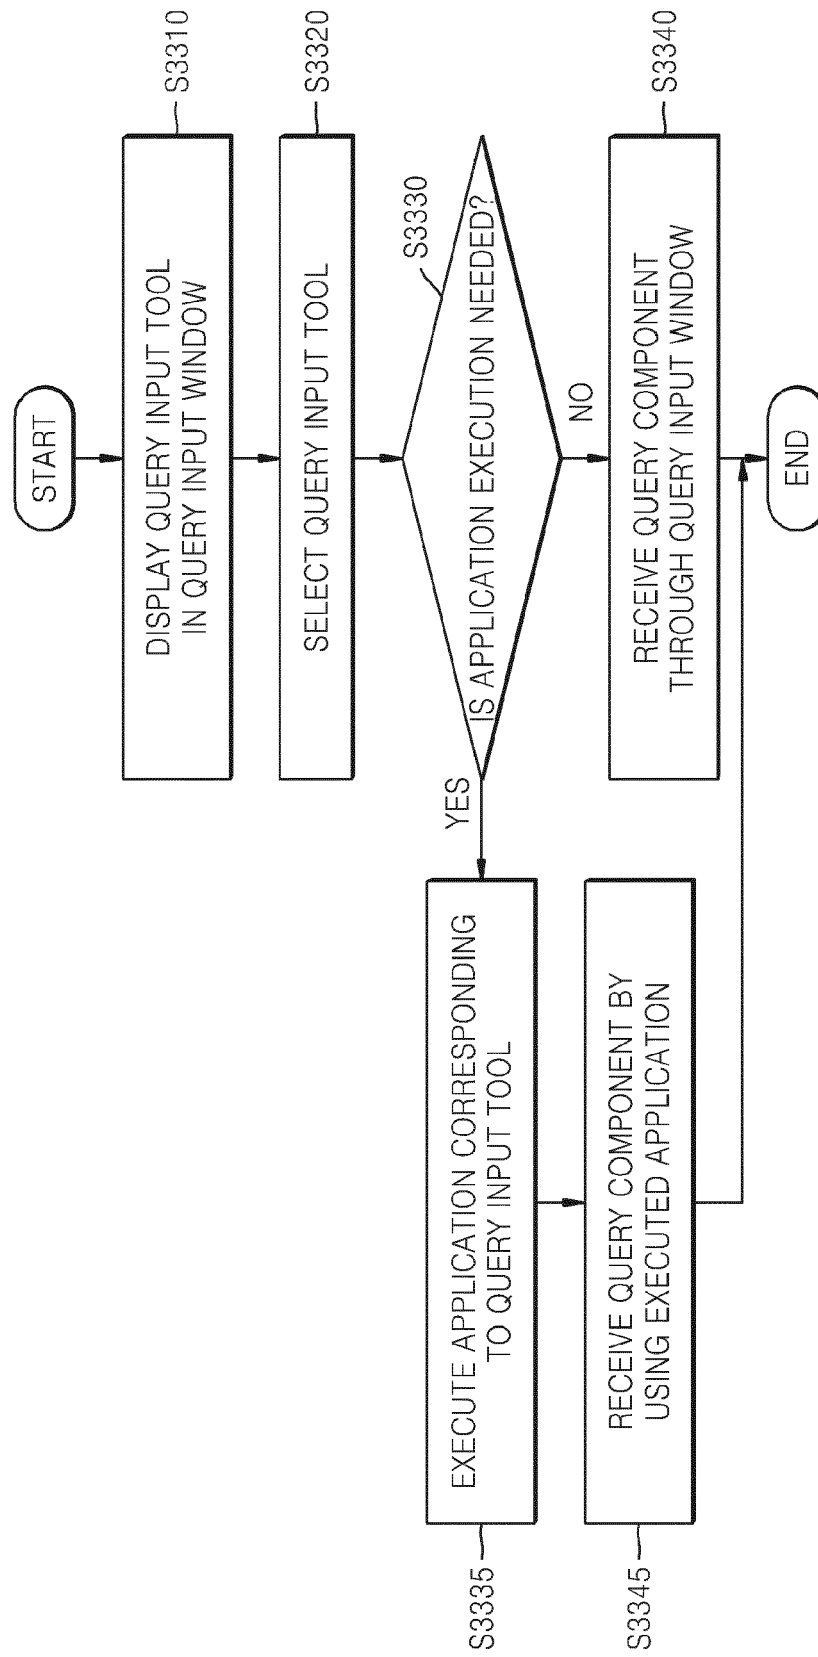 START
DISPLAY QUERY INPUT TOOL
IN QUERY INPUT WINDOW
S3310
SELECT QUERY INPUT TOOL
S3320
S3330
IS APPLICATION EXECUTION NEEDED?
YES
NO
EXECUTE APPLICATION CORRESPONDING
TO QUERY INPUT TOOL
S3335
RECEIVE QUERY COMPONENT
THROUGH QUERY INPUT WINDOW
S3340
RECEIVE QUERY COMPONENT BY
USING EXECUTED APPLICATION
S3345
END